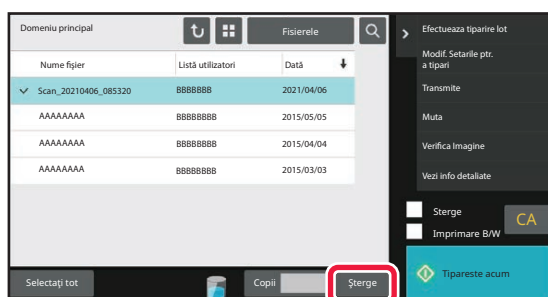 Domeniu principal
Fisierele
Nume fișier
Listă utilizatori
Dată
Scan_20210406_085320
BBBBBBB
2021/04/06
AAAAAAAA
BBBBBBBB
2015/05/05
AAAAAAAA
BBBBBBBB
2015/04/04
AAAAAAAA
BBBBBBBB
2015/03/03
Selectați tot
Copii
Șterge
Efectueaza tiparire lot
Modif. Setarile ptr.
a tipari
Transmite
Muta
Verifica Imagine
Vezi info detaliate
Sterge
Imprimare B/W
CA
Tipareste acum